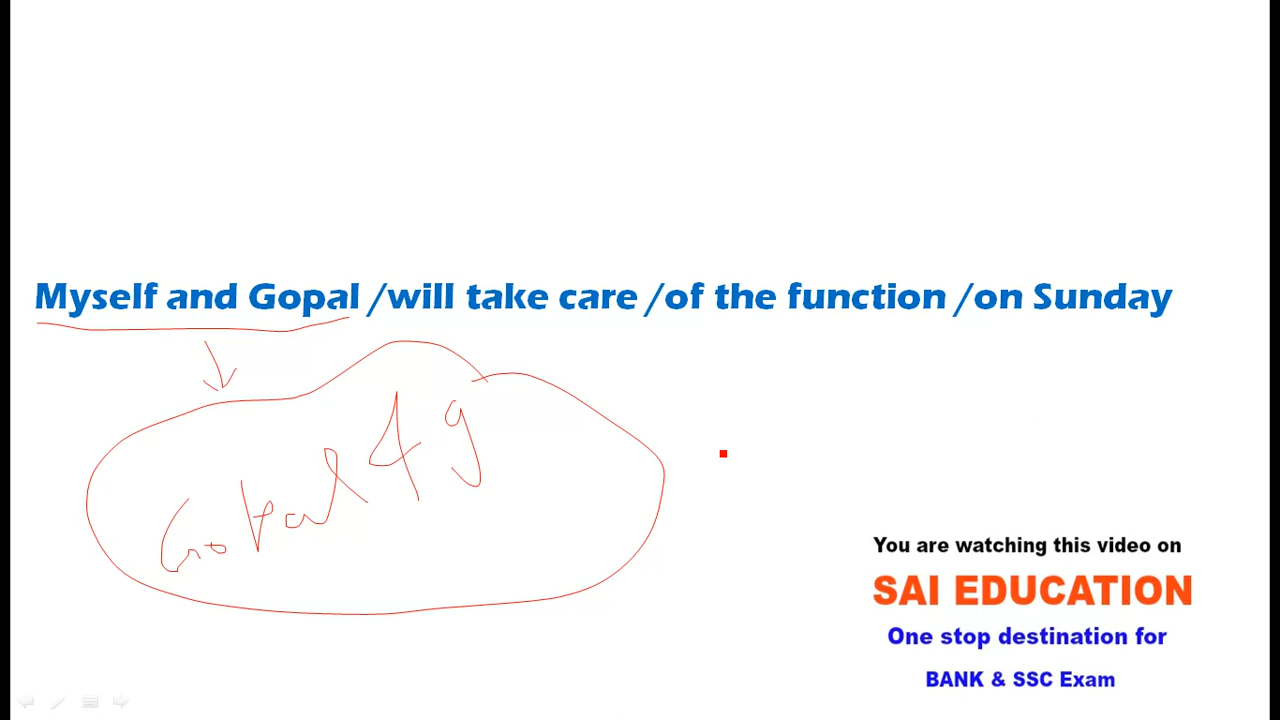 Myself and Gopal /will take care /of the function /on Sunday
Gopal
You are watching this video on
SAI EDUCATION
One stop destination for
BANK & SSC Exam